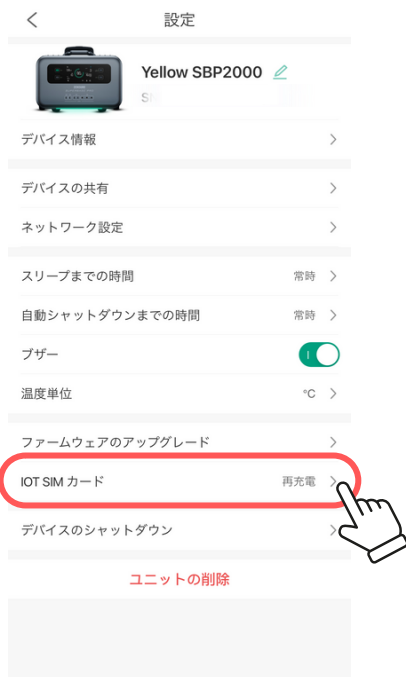 設定
Yellow SBP2000
デバイス情報
デバイスの共有
ネットワーク設定
スリープまでの時間 常時
自動シャットダウンまでの時間 常時
ブザー
温度単位 °C
ファームウェアのアップグレード
IOT SIM カード 再充電
デバイスのシャットダウン
ユニットの削除